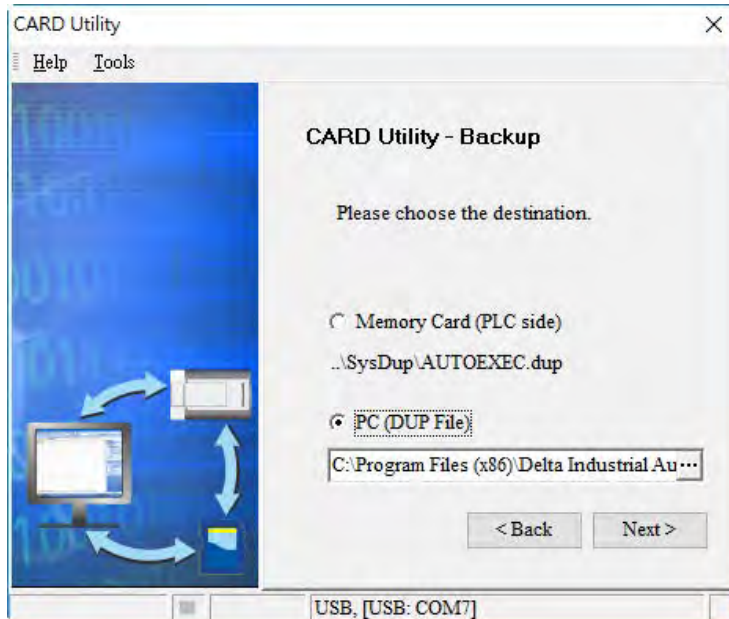 CARD Utility
Help Tools
CARD Utility - Backup
Please choose the destination.
Memory Card (PLC side)
..\SysDup\AUTOEXEC.dup
PC (DUP File)
C:\Program Files (x86)\Delta Industrial Au
...
< Back Next >
USB, [USB: COM7]